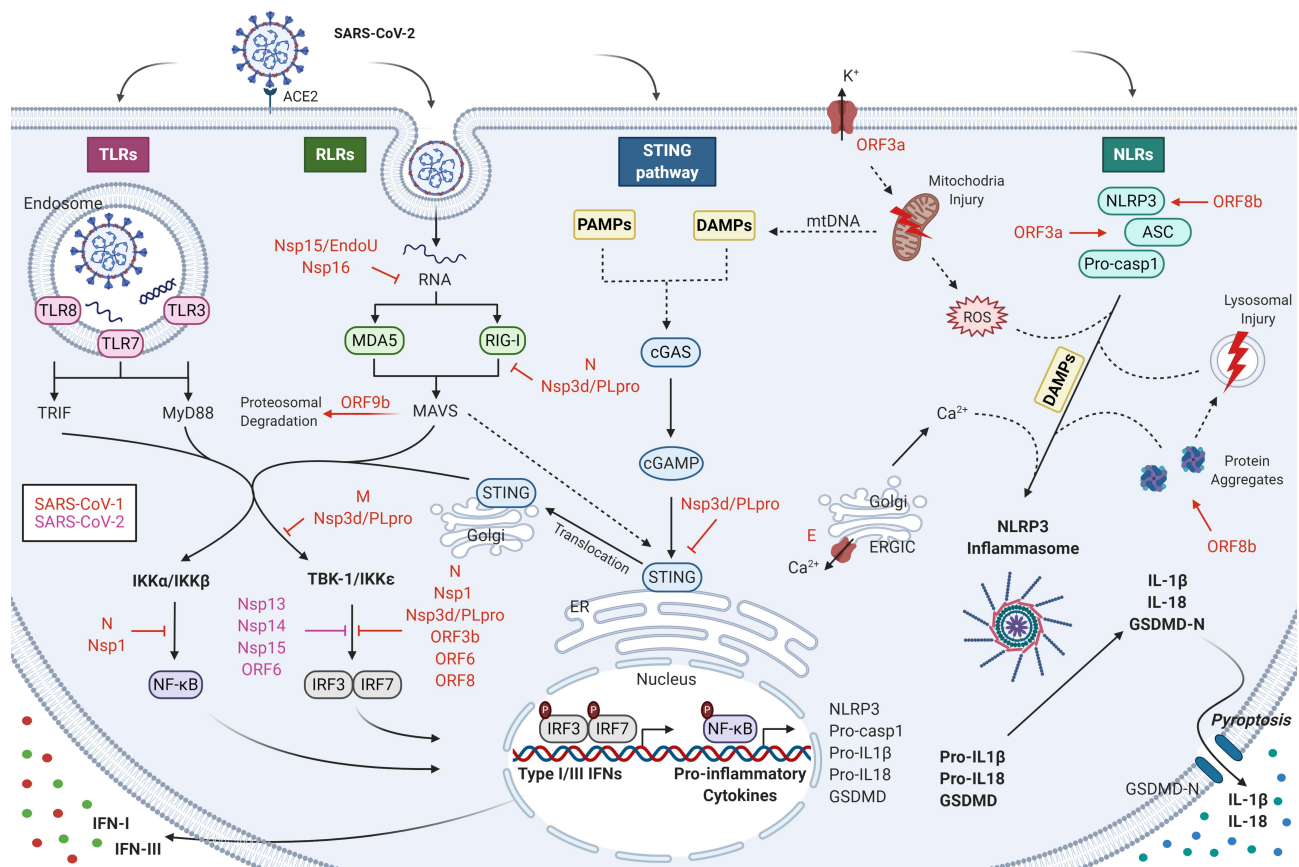 SARS-CoV-2
ACE2
K+
TLRs
RLRs
STING
pathway
ORF3a
NLRs
Endosome
TLR8
TLR7
TLR3
TRIF
MyD88
Nsp15/EndoU
Nsp16
RNA
MDA5
RIG-I
N
Nsp3d/PLpro
Proteosomal
Degradation
ORF9b
MAVS
PAMPs
DAMPs
mtDNA
Mitochodria
Injury
ROS
NLRP3
ORF8b
ORF3a
ASC
Pro-casp1
Lysosomal
Injury
DAMPs
cGAS
cGAMP
Nsp3d/PLpro
STING
Golgi
Translocation
STING
ER
Ca2+
Golgi
ERGIC
E
Ca2+
Protein
Aggregates
ORF8b
NLRP3
Inflammasome
SARS-CoV-1
SARS-CoV-2
M
Nsp3d/PLpro
IKKα/IKKβ
TBK-1/IKKε
N
Nsp1
Nsp13
Nsp14
Nsp15
ORF6
N
Nsp1
Nsp3d/PLpro
ORF3b
ORF6
ORF8
NF-κB
IRF3
IRF7
Nucleus
P
P
P
IRF3
IRF7
NF-κB
Type I/III IFNs
Pro-inflammatory
Cytokines
NLRP3
Pro-casp1
Pro-IL1β
Pro-IL18
GSDMD
Pro-IL1β
Pro-IL18
GSDMD
IL-1β
IL-18
GSDMD-N
Pyroptosis
GSDMD-N
IL-1β
IL-18
IFN-I
IFN-III